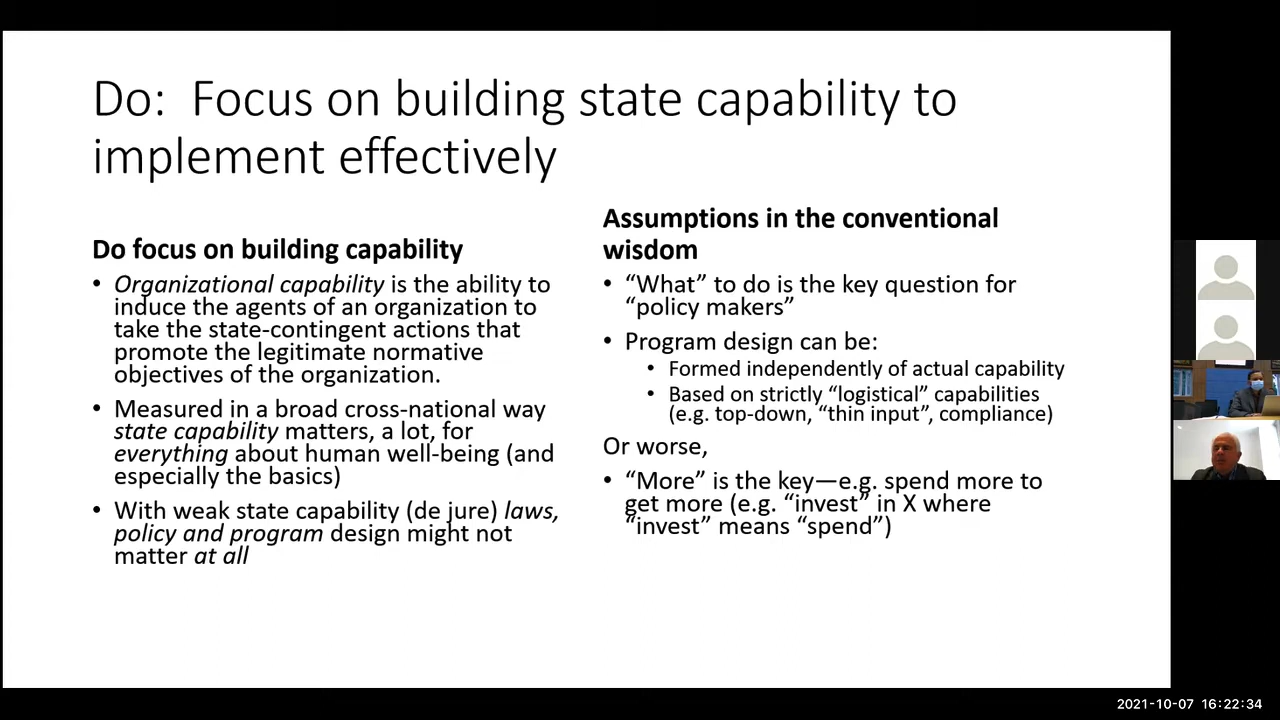 Do:  Focus on building state capability to
implement effectively
Do focus on building capability
• Organizational capability is the ability to
induce the agents of an organization to
take the state-contingent actions that
promote the legitimate normative
objectives of the organization.
• Measured in a broad cross-national way
state capability matters, a lot, for
everything about human well-being (and
especially the basics)
• With weak state capability (de jure) laws,
policy and program design might not
matter at all
Assumptions in the conventional
wisdom
• “What” to do is the key question for
“policy makers”
• Program design can be:
• Formed independently of actual capability
• Based on strictly “logistical” capabilities
(e.g. top-down, “thin input”, compliance)
Or worse,
• “More” is the key—e.g. spend more to
get more (e.g. “invest” in X where
“invest” means “spend”)
2021-10-07 16:22:34